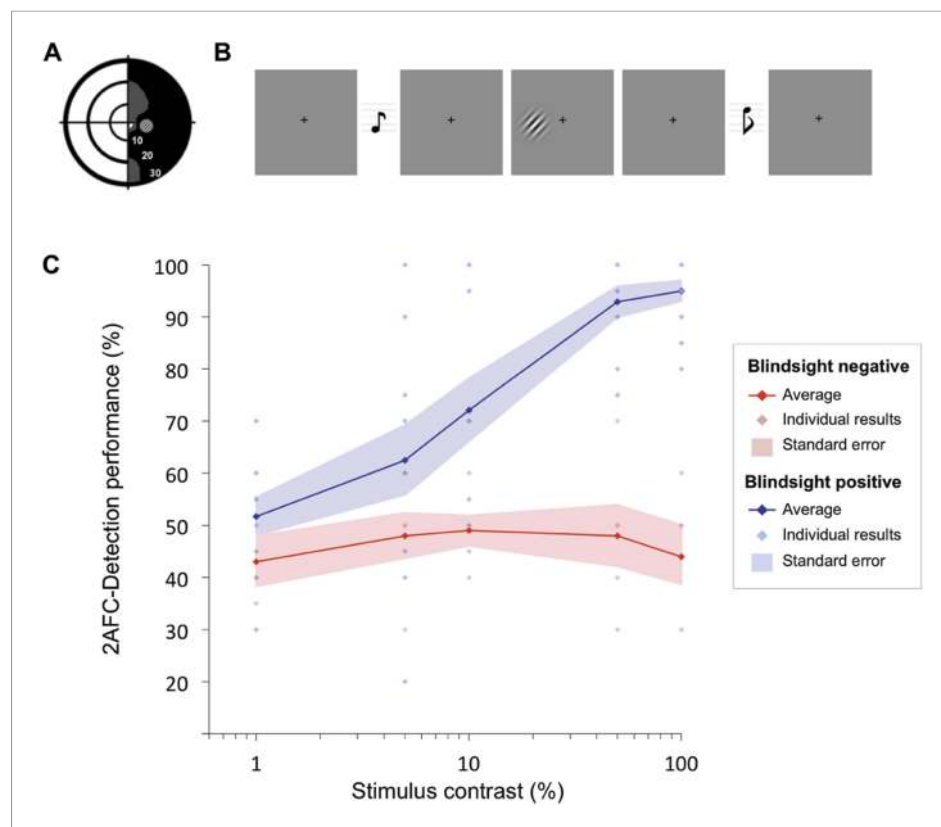 A
B
10
20
30
C
2AFC-Detection performance (%)
100
90
80
70
60
50
40
30
20
1
10
100
Stimulus contrast (%)
Blindsight negative
Average
Individual results
Standard error
Blindsight positive
Average
Individual results
Standard error